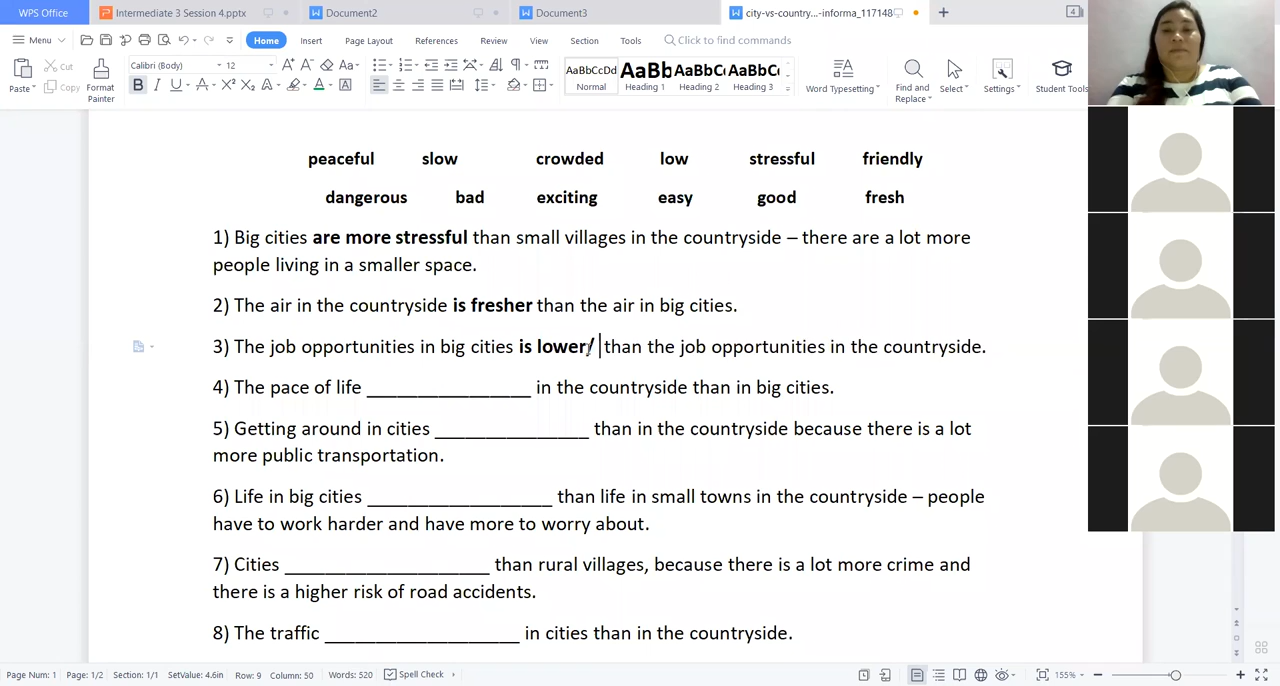 WPS Office Intermediate 3 Session 4.pptx Document2 Document3 city-vs-country...-informa_117148 4
Menu Home Insert Page Layout References Review View Section Tools Click to find commands
Calibri (Body) 12 AaBbCcDd AaBb AaBbC AaBbC
Paste Cut Copy Format Painter Normal Heading 1 Heading 2 Heading 3 Word Typesetting Find and Replace Select Settings Student Tools
peaceful slow crowded low stressful friendly
dangerous bad exciting easy good fresh
1) Big cities are more stressful than small villages in the countryside – there are a lot more
people living in a smaller space.
2) The air in the countryside is fresher than the air in big cities.
3) The job opportunities in big cities is lower/ than the job opportunities in the countryside.
4) The pace of life ________________ in the countryside than in big cities.
5) Getting around in cities _______________ than in the countryside because there is a lot
more public transportation.
6) Life in big cities __________________ than life in small towns in the countryside – people
have to work harder and have more to worry about.
7) Cities ____________________ than rural villages, because there is a lot more crime and
there is a higher risk of road accidents.
8) The traffic ___________________ in cities than in the countryside.
Page Num: 1 Page: 1/2 Section: 1/1 SetValue: 4.6in Row: 9 Column: 50 Words: 520 Spell Check 155%